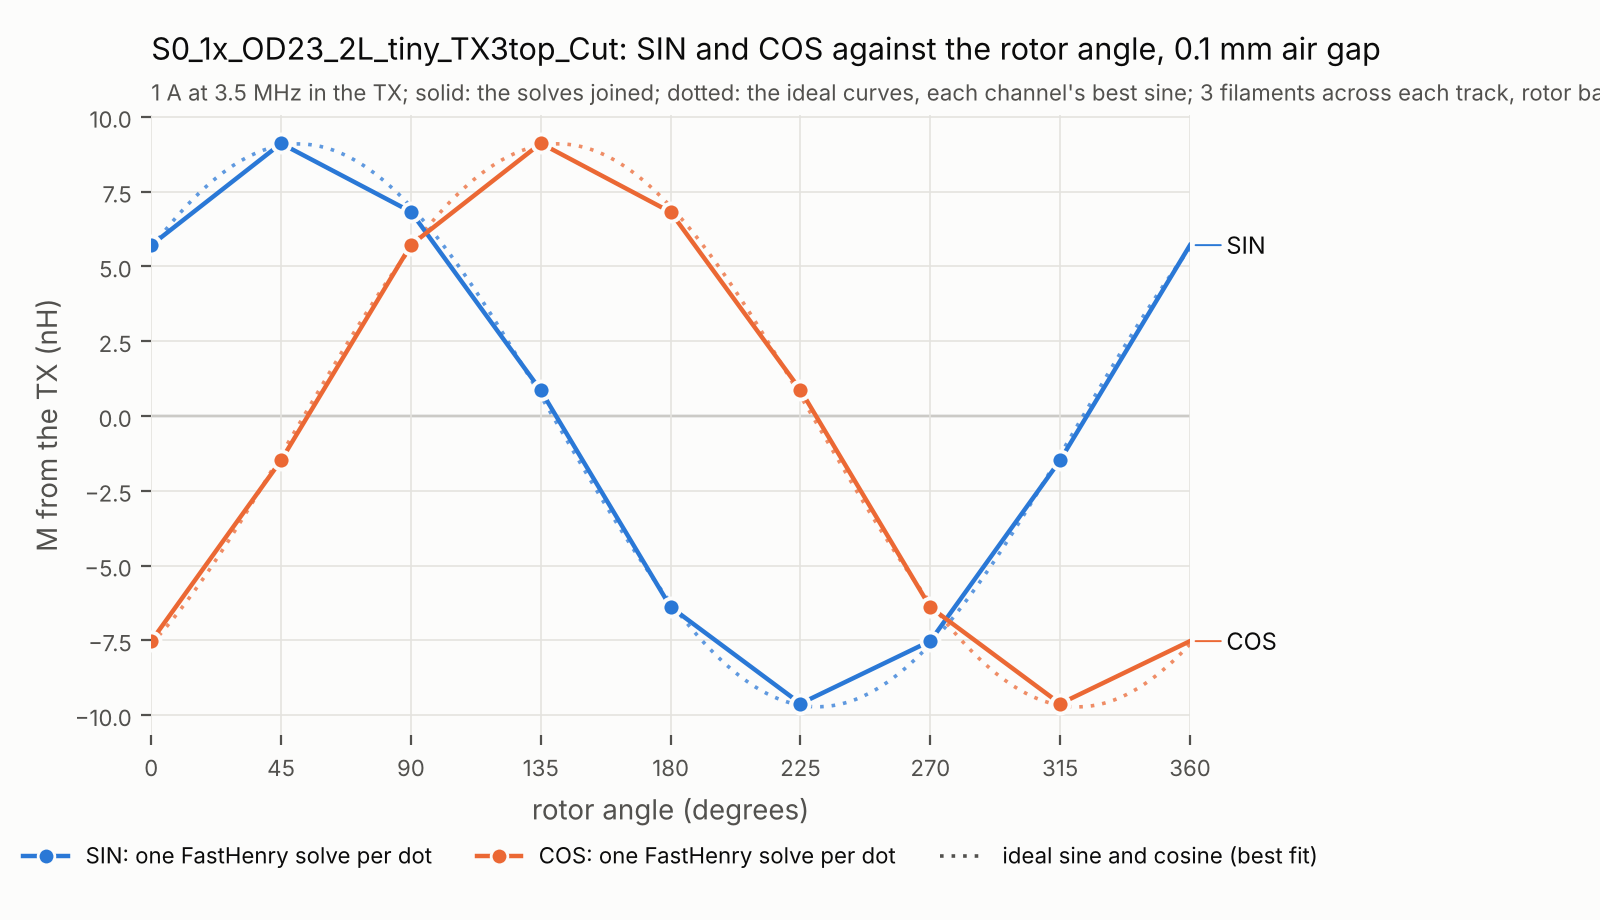 S0_1x_OD23_2L_tiny_TX3top_Cut: SIN and COS against the rotor angle, 0.1 mm air gap
1 A at 3.5 MHz in the TX; solid: the solves joined; dotted: the ideal curves, each channel's best sine; 3 filaments across each track, rotor ba
10.0
7.5
5.0
2.5
0.0
−2.5
−5.0
−7.5
−10.0
M from the TX (nH)
SIN
COS
0 45 90 135 180 225 270 315 360
rotor angle (degrees)
SIN: one FastHenry solve per dot COS: one FastHenry solve per dot ideal sine and cosine (best fit)